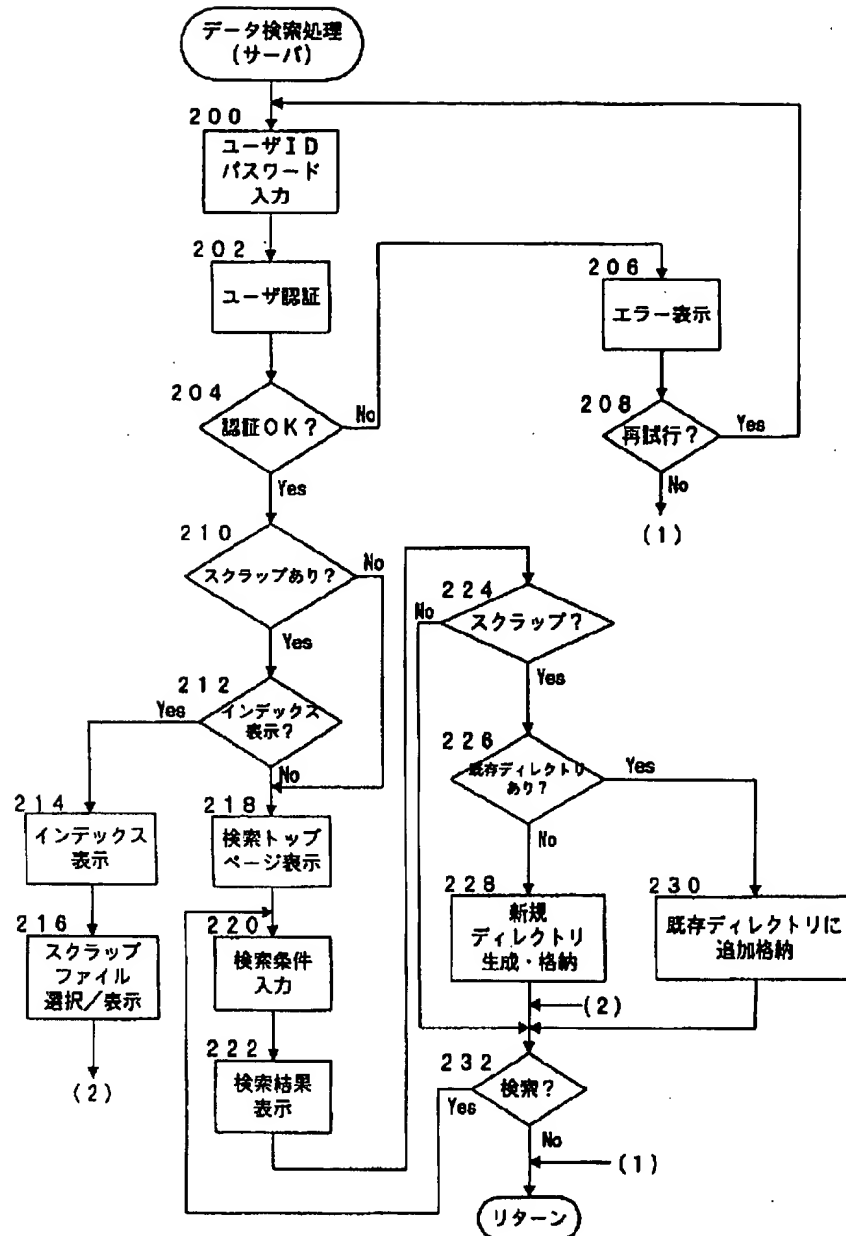 データ検索処理
(サーバ)
200
ユーザID
パスワード
入力
202
ユーザ認証
204
認証OK?
No
206
エラー表示
208
再試行?
Yes
No
(1)
210
スクラップあり?
No
Yes
212
インデックス
表示?
Yes
No
214
インデックス
表示
216
スクラップ
ファイル
選択/表示
(2)
218
検索トップ
ページ表示
220
検索条件
入力
222
検索結果
表示
224
スクラップ?
No
Yes
226
既存ディレクトリ
あり?
Yes
No
228
新規
ディレクトリ
生成・格納
230
既存ディレクトリに
追加格納
(2)
232
検索?
Yes
No
(1)
リターン